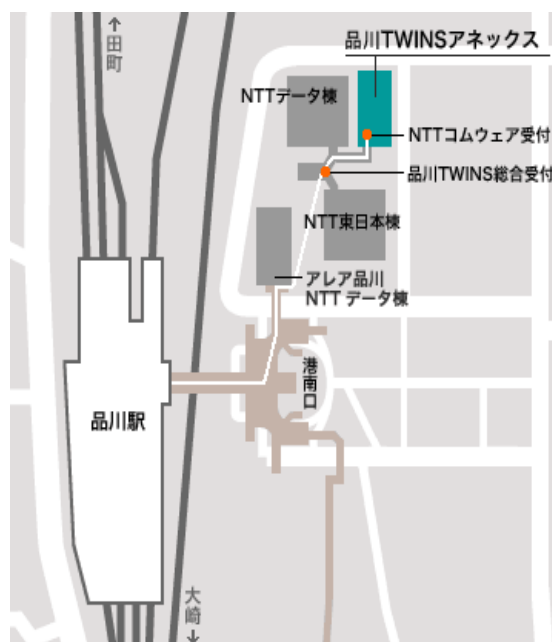 ↑
田町
品川TWINSアネックス
NTTデータ棟
NTTコムウェア受付
品川TWINS総合受付
NTT東日本棟
アレア品川
NTT データ棟
港南口
品川駅
大崎
↓